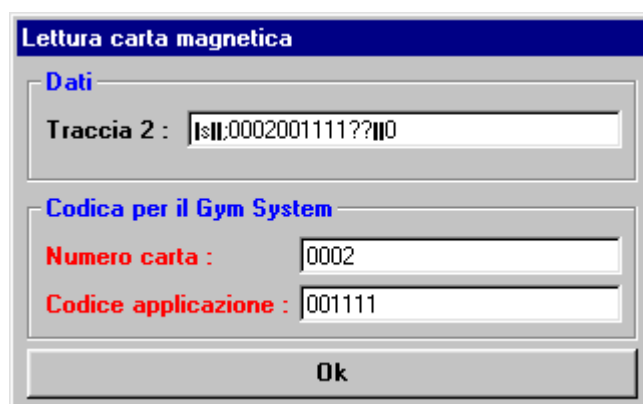 Lettura carta magnetica
Dati
Traccia 2 : |s||;0002001111??||0
Codica per il Gym System
Numero carta : 0002
Codice applicazione : 001111
Ok